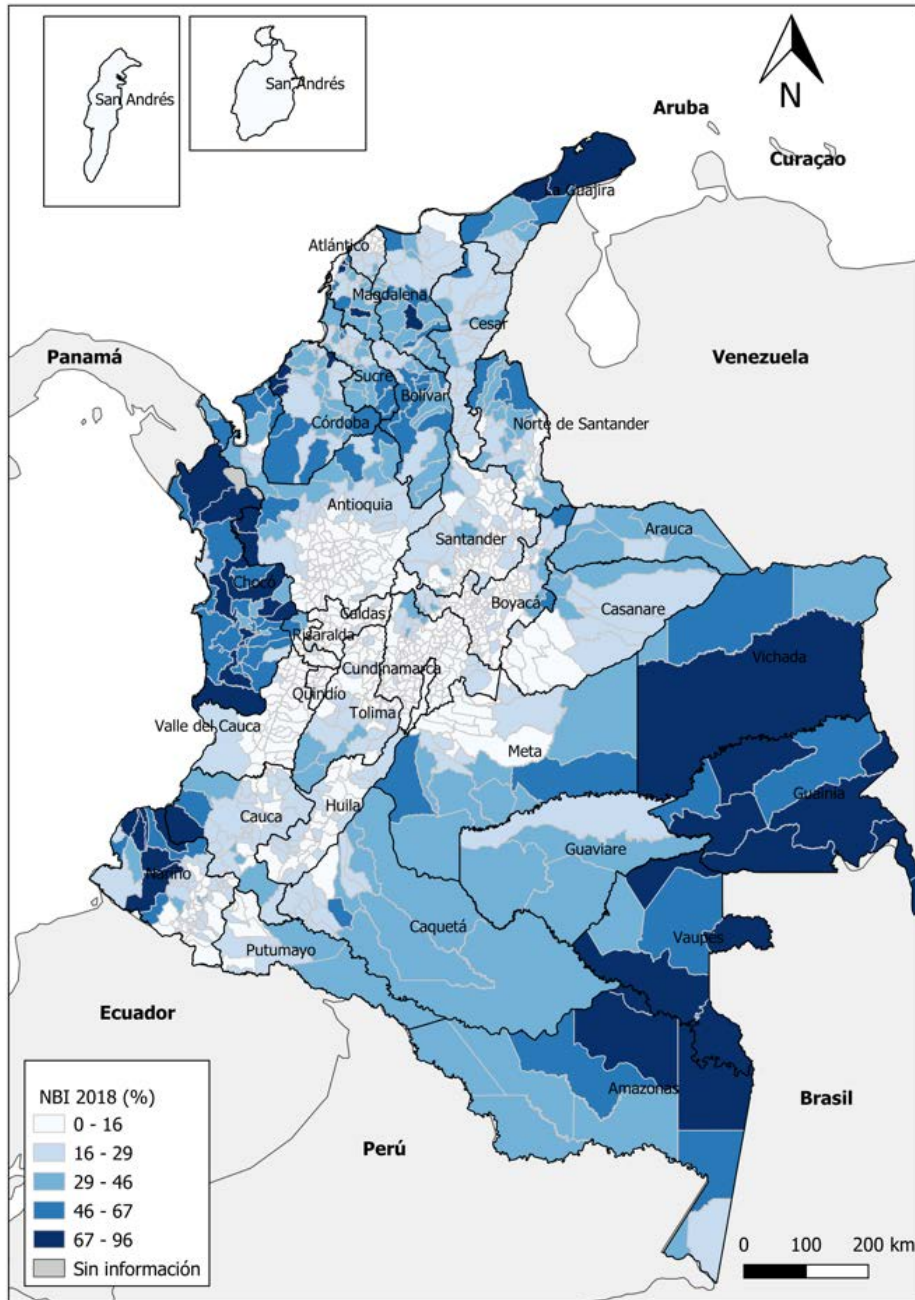 San Andrés
San Andrés
N
Aruba
Curaçao
a Guajira
Atlántico
Magdalena
Cesar
Panamá
Venezuela
Sucre
Bolívar
Córdoba
Norte de Santander
Antioquia
Arauca
Santander
Chocó
Boyacá
Casanare
Caldas
Risaralda
Vichada
Cundinamarca
Quindío
Tolima
Valle del Cauca
Meta
Guainía
Huila
Cauca
Guaviare
Nariño
Caquetá
Vaupes
Putumayo
Ecuador
Amazonas
Brasil
Perú
NBI 2018 (%)
0 - 16
16 - 29
29 - 46
46 - 67
67 - 96
Sin información
0 100 200 km